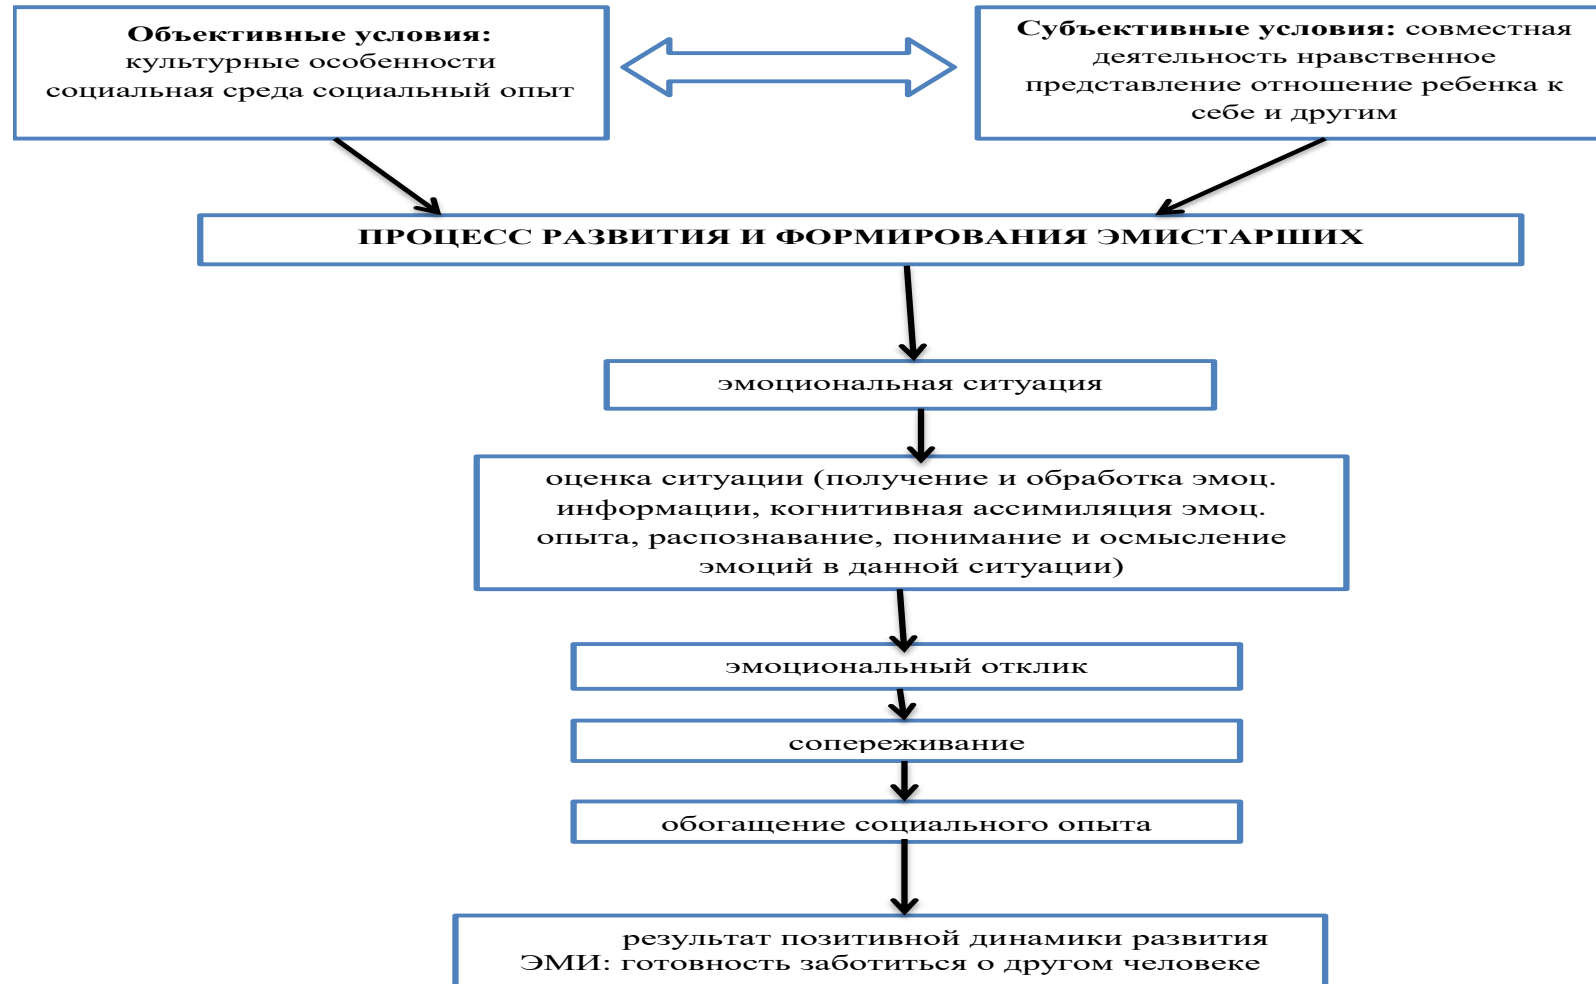 Объективные условия:
культурные особенности
социальная среда социальный опыт
Субъективные условия: совместная
деятельность нравственное
представление отношение ребенка к
себе и другим
ПРОЦЕСС РАЗВИТИЯ И ФОРМИРОВАНИЯ ЭМИСТАРШИХ
эмоциональная ситуация
оценка ситуации (получение и обработка эмоц.
информации, когнитивная ассимиляция эмоц.
опыта, распознавание, понимание и осмысление
эмоций в данной ситуации)
эмоциональный отклик
сопереживание
обогащение социального опыта
результат позитивной динамики развития
ЭМИ: готовность заботиться о другом человеке